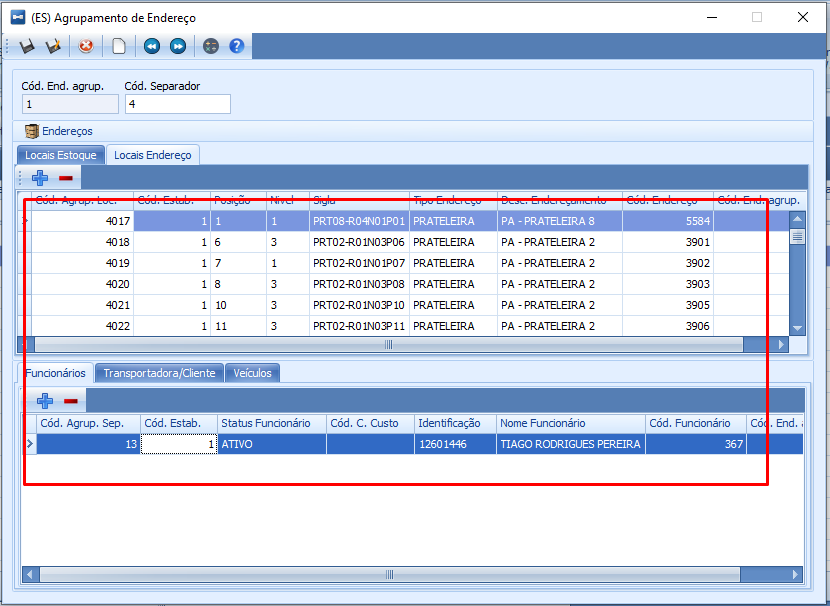 (ES) Agrupamento de Endereço
Cód. End. agrup. Cód. Separador
1 4
Endereços
Locais Estoque Locais Endereço
Cód. Agrup. Loc. Cód. Estab. Posição Nivel Sigla Tipo Endereço Desc. Endereçamento Cód. Endereço Cód. End. agrup.
4017 1 1 1 PRT08-R04N01P01 PRATELEIRA PA - PRATELEIRA 8 5584
4018 1 6 3 PRT02-R01N03P06 PRATELEIRA PA - PRATELEIRA 2 3901
4019 1 7 1 PRT02-R01N01P07 PRATELEIRA PA - PRATELEIRA 2 3902
4020 1 8 3 PRT02-R01N03P08 PRATELEIRA PA - PRATELEIRA 2 3903
4021 1 10 3 PRT02-R01N03P10 PRATELEIRA PA - PRATELEIRA 2 3905
4022 1 11 3 PRT02-R01N03P11 PRATELEIRA PA - PRATELEIRA 2 3906
Funcionários Transportadora/Cliente Veículos
Cód. Agrup. Sep. Cód. Estab. Status Funcionário Cód. C. Custo Identificação Nome Funcionário Cód. Funcionário Cód. End.
13 1 ATIVO 12601446 TIAGO RODRIGUES PEREIRA 367